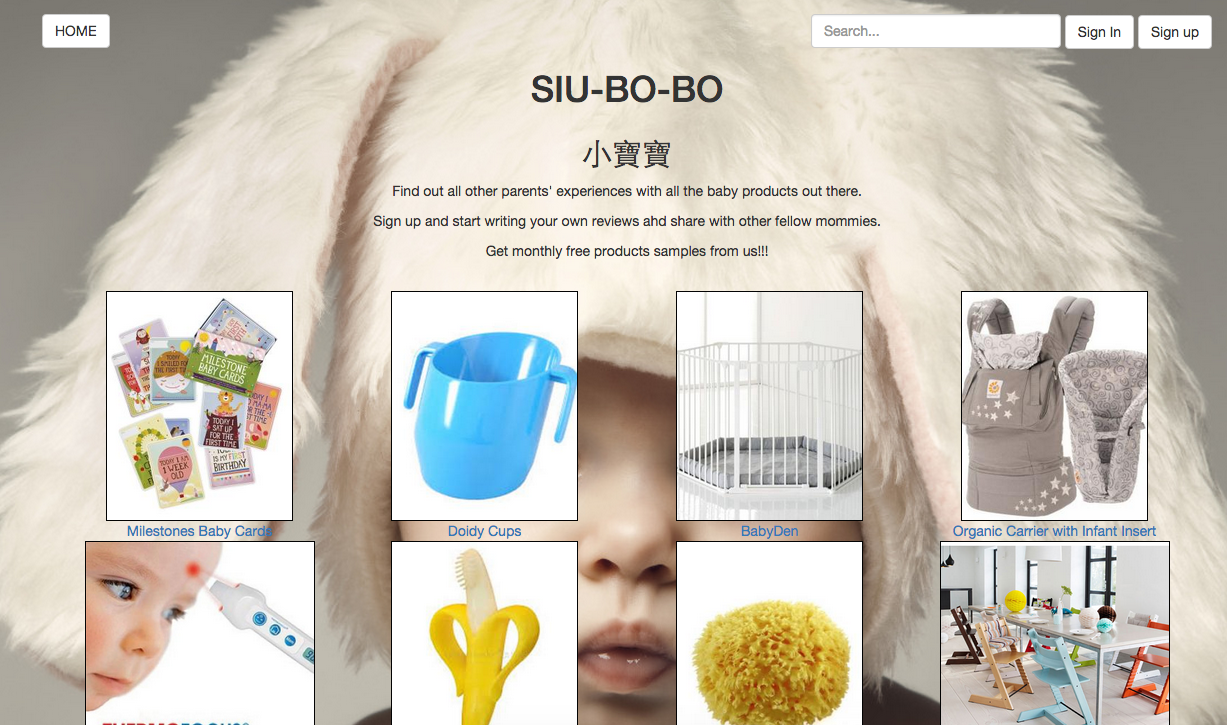 HOME
Search...
Sign In
Sign up
SIU-BO-BO
小寶寶
Find out all other parents' experiences with all the baby products out there.
Sign up and start writing your own reviews ahd share with other fellow mommies.
Get monthly free products samples from us!!!
MILESTONE
BABY CARDS
TODAY
I SMILED FOR
THE FIRST TIME
TODAY I
SAT UP
FOR THE
FIRST TIME
TODAY I AM
1 WEEK
OLD
IS MY FIRST
BIRTHDAY
Milestones Baby Cards
Doidy Cups
BabyDen
Organic Carrier with Infant Insert